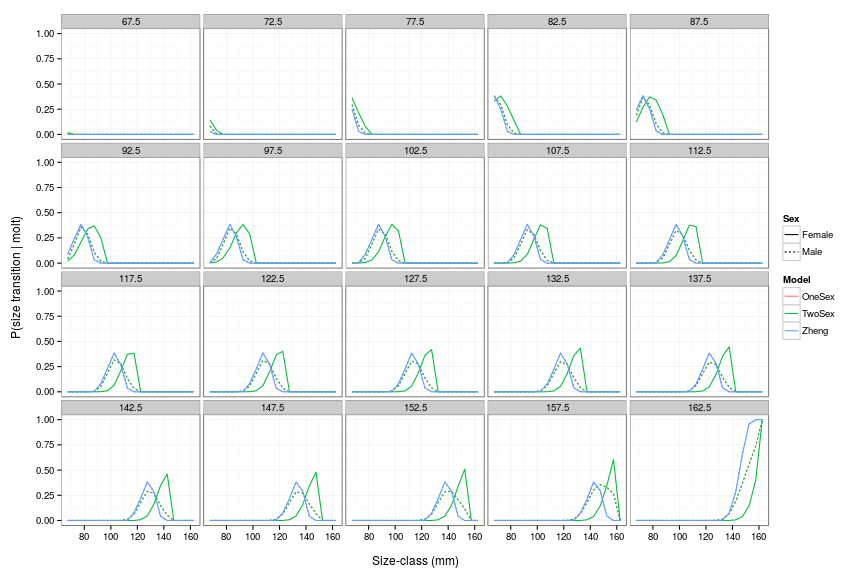 67.5 72.5 77.5 82.5 87.5
1.00
0.75
0.50
0.25
0.00
92.5 97.5 102.5 107.5 112.5
1.00
0.75
0.50
0.25
0.00
117.5 122.5 127.5 132.5 137.5
1.00
0.75
0.50
0.25
0.00
142.5 147.5 152.5 157.5 162.5
1.00
0.75
0.50
0.25
0.00
80 100 120 140 160 80 100 120 140 160 80 100 120 140 160 80 100 120 140 160 80 100 120 140 160
Size-class (mm)
P(size transition | molt)
Sex
Female
Male
Model
OneSex
TwoSex
Zheng